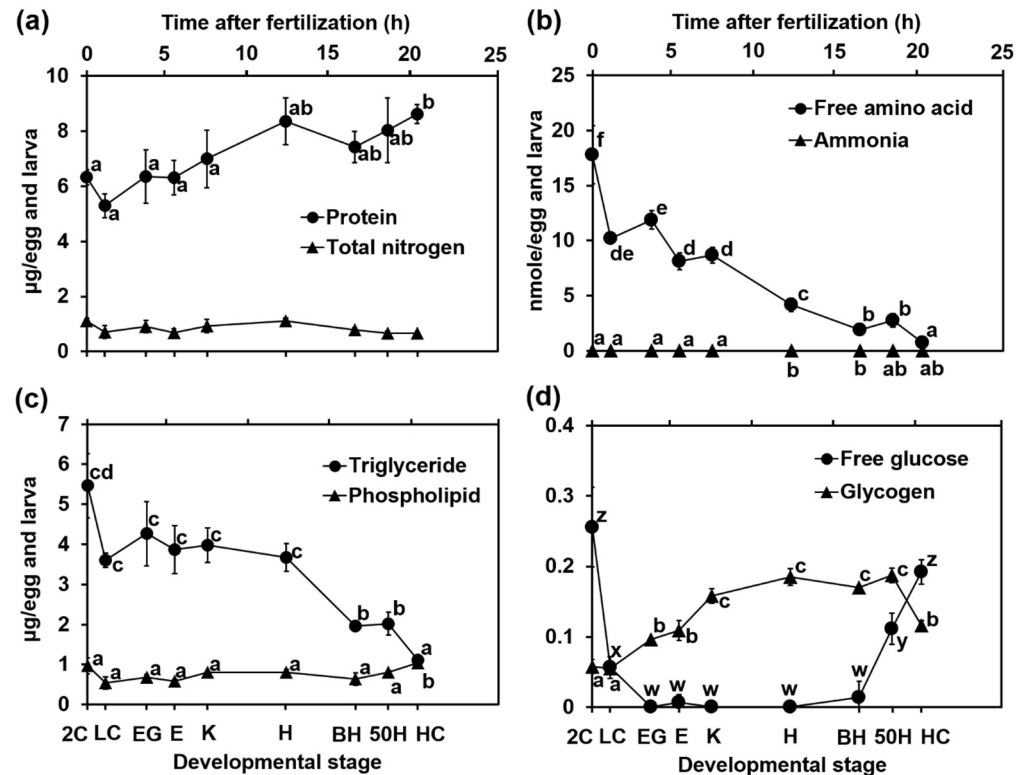 (a)
Time after fertilization (h)
0 5 10 15 20 25
10
8
6
4
2
0
µg/egg and larva
a
a
a
a
a
ab
ab
ab
b
Protein
Total nitrogen
(b)
Time after fertilization (h)
0 5 10 15 20 25
25
20
15
10
5
0
nmole/egg and larva
Free amino acid
Ammonia
f
de
e
d
d
c
b
b
a
a a a a a
b b ab ab
(c)
7
6
5
4
3
2
1
0
µg/egg and larva
Triglyceride
Phospholipid
cd
c
c
c
c
c
b
b
a
a
a
a
a
a
a
a
a
b
2C LC EG E K H BH 50H HC
Developmental stage
(d)
0.4
0.3
0.2
0.1
0
Free glucose
Glycogen
z
x
w
w
w
w
w
y
z
a
a
b
b
c
c
c
c
b
2C LC EG E K H BH 50H HC
Developmental stage